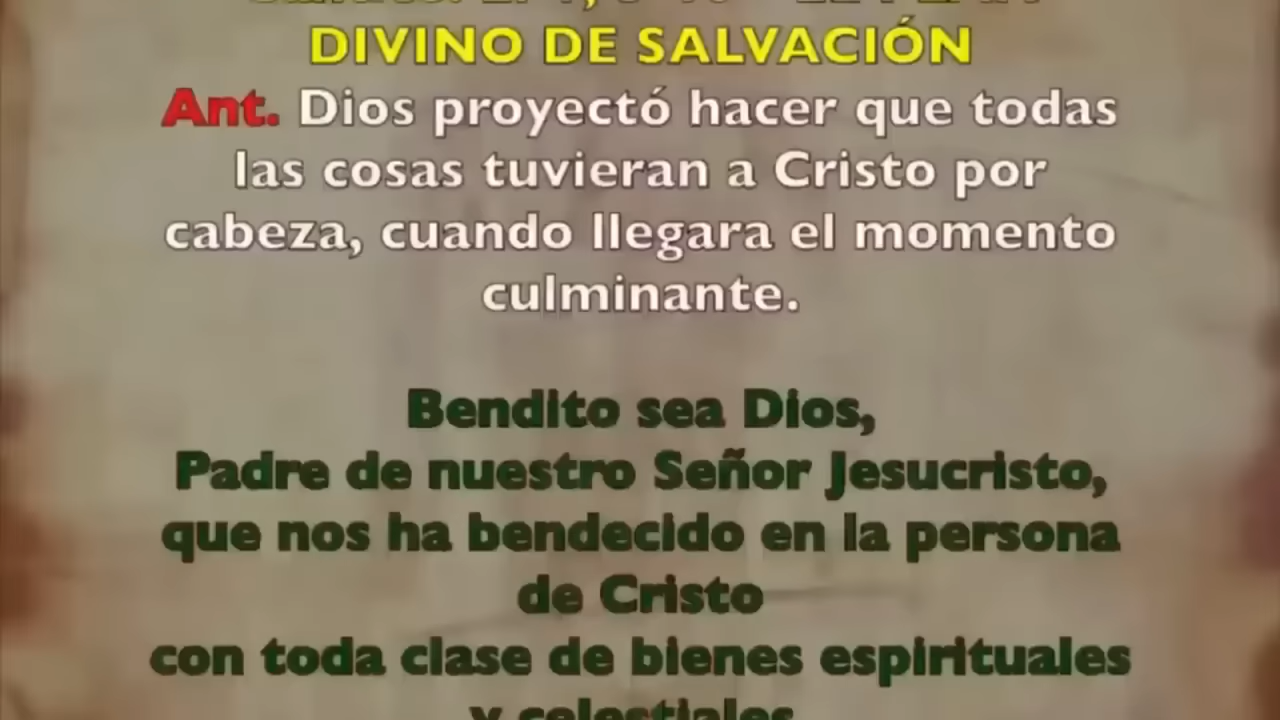 DIVINO DE SALVACIÓN
Ant. Dios proyectó hacer que todas
las cosas tuvieran a Cristo por
cabeza, cuando llegara el momento
culminante.
Bendito sea Dios,
Padre de nuestro Señor Jesucristo,
que nos ha bendecido en la persona
de Cristo
con toda clase de bienes espirituales
y celestiales.